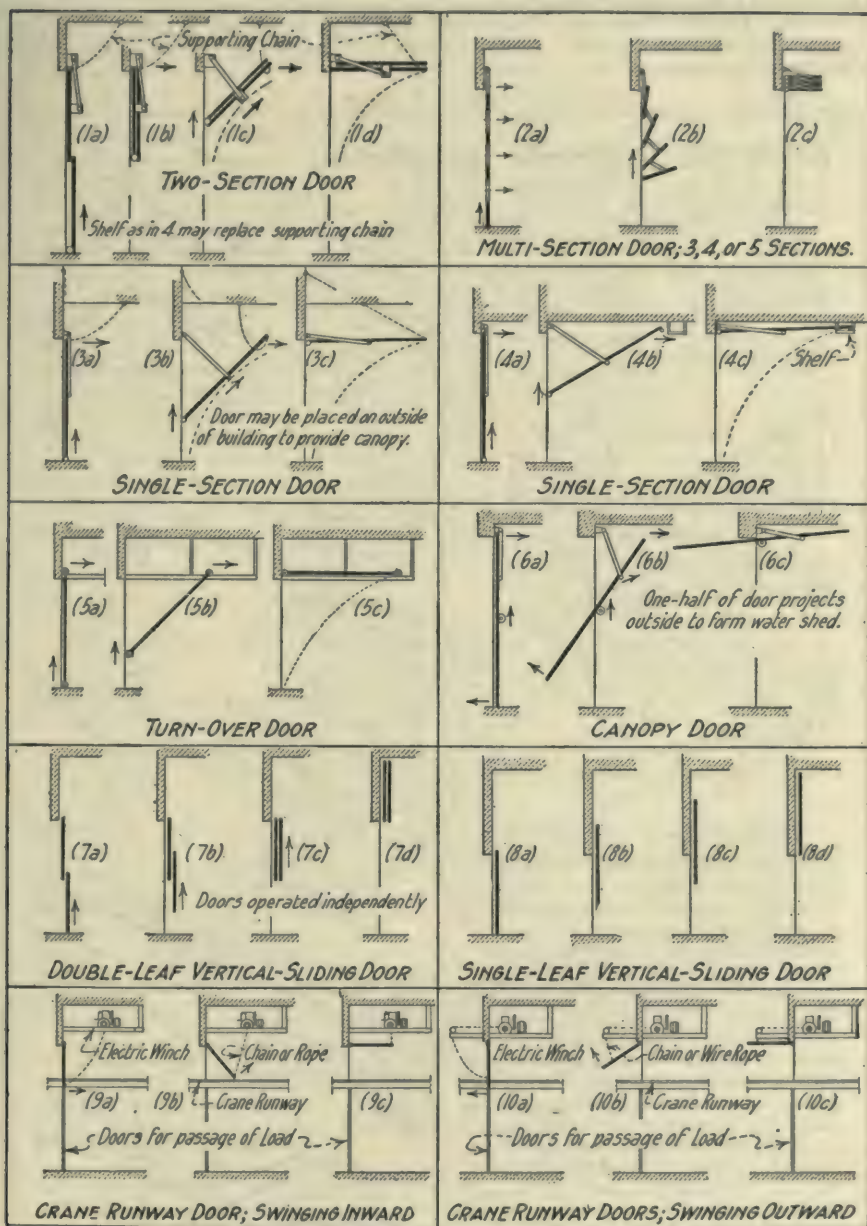 Supporting Chain
(1a) (1b) (1c) (1d)
TWO-SECTION DOOR
Shelf as in 4 may replace supporting chain
(2a) (2b) (2c)
MULTI-SECTION DOOR; 3,4, or 5 SECTIONS.
(3a) (3b) (3c)
Door may be placed on outside
of building to provide canopy.
SINGLE-SECTION DOOR
(4a) (4b) (4c)
Shelf
SINGLE-SECTION DOOR
(5a) (5b) (5c)
TURN-OVER DOOR
(6a) (6b) (6c)
One-half of door projects
outside to form water shed.
CANOPY DOOR
(7a) (7b) (7c) (7d)
Doors operated independently
DOUBLE-LEAF VERTICAL-SLIDING DOOR
(8a) (8b) (8c) (8d)
SINGLE-LEAF VERTICAL-SLIDING DOOR
Electric Winch Chain or Rope
(9a) (9b) Crane Runway (9c)
Doors for passage of Load
CRANE RUNWAY DOOR; SWINGING INWARD
Electric Winch Chain or Wire Rope
(10a) (10b) Crane Runway (10c)
Doors for passage of Load
CRANE RUNWAY DOORS; SWINGING OUTWARD